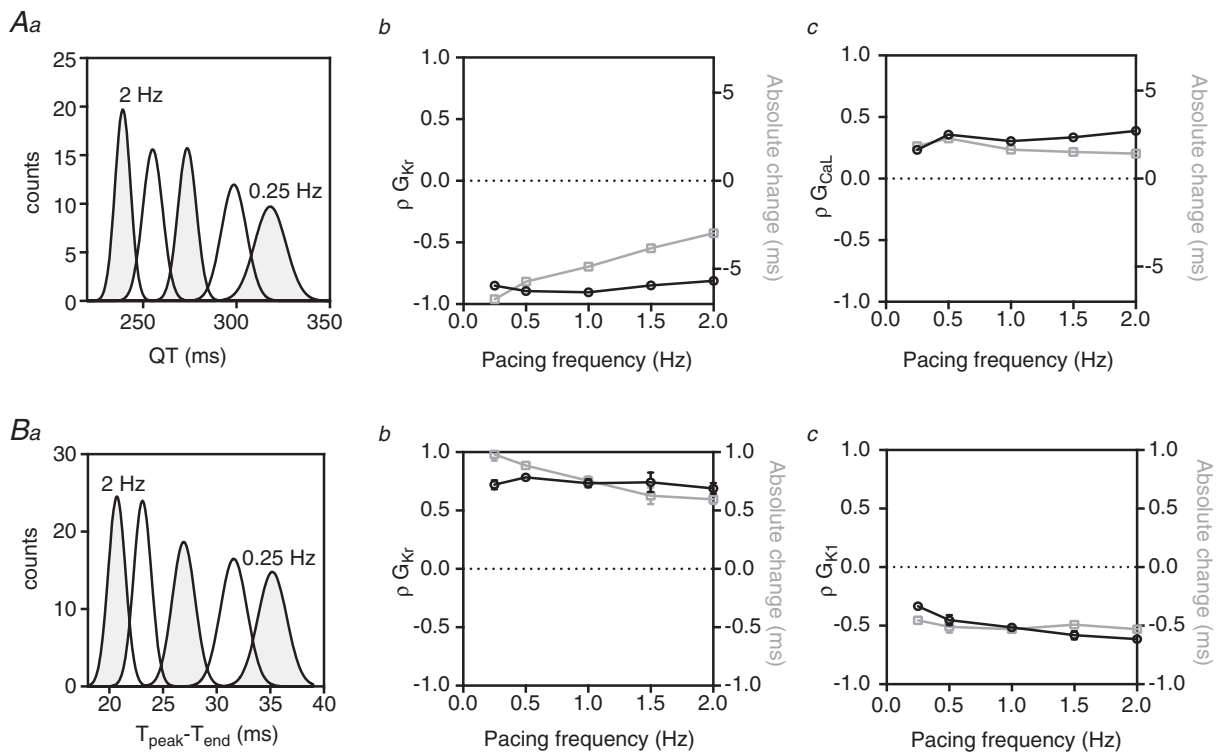 Aa
25
20
15
10
5
0
counts
2 Hz
0.25 Hz
250
300
350
QT (ms)
b
1.0
0.5
0.0
-0.5
-1.0
ρ GKr
5
0
-5
Absolute change (ms)
0.0
0.5
1.0
1.5
2.0
Pacing frequency (Hz)
c
1.0
0.5
0.0
-0.5
-1.0
ρ GCaL
5
0
-5
Absolute change (ms)
0.0
0.5
1.0
1.5
2.0
Pacing frequency (Hz)
Ba
30
20
10
0
counts
2 Hz
0.25 Hz
20
25
30
35
40
Tpeak-Tend (ms)
b
1.0
0.5
0.0
-0.5
-1.0
ρ GKr
1.0
0.5
0.0
-0.5
-1.0
Absolute change (ms)
0.0
0.5
1.0
1.5
2.0
Pacing frequency (Hz)
c
1.0
0.5
0.0
-0.5
-1.0
ρ GK1
1.0
0.5
0.0
-0.5
-1.0
Absolute change (ms)
0.0
0.5
1.0
1.5
2.0
Pacing frequency (Hz)